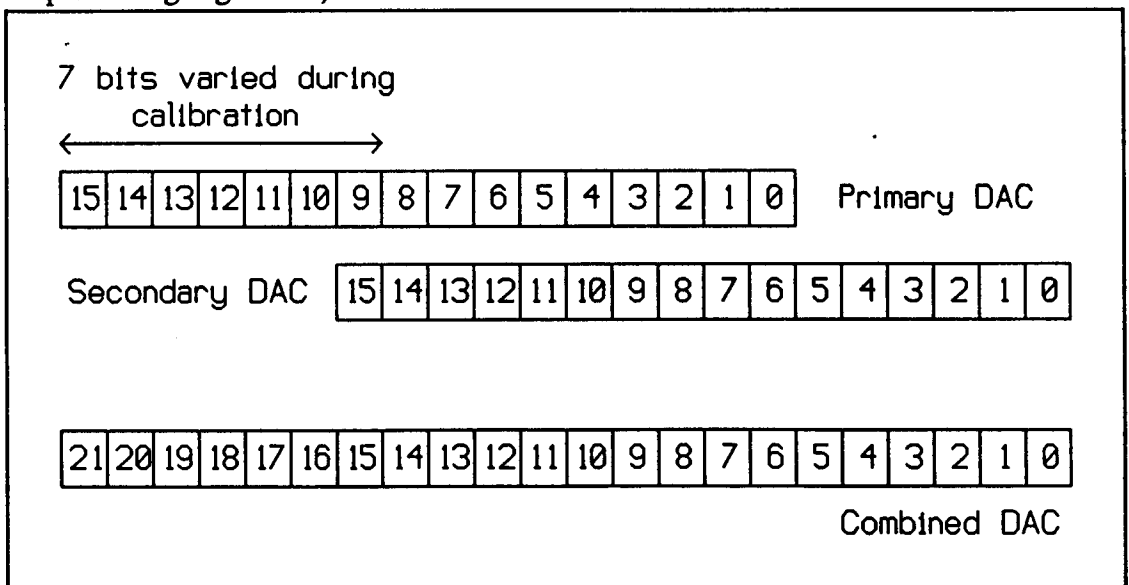 7 bits varied during
calibration
15 14 13 12 11 10 9 8 7 6 5 4 3 2 1 0 Primary DAC
Secondary DAC 15 14 13 12 11 10 9 8 7 6 5 4 3 2 1 0
21 20 19 18 17 16 15 14 13 12 11 10 9 8 7 6 5 4 3 2 1 0
Combined DAC